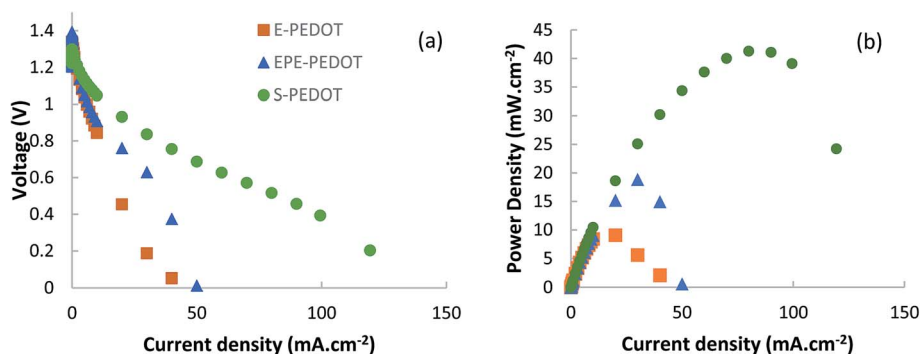 (a)
E-PEDOT
EPE-PEDOT
S-PEDOT
Voltage (V)
1.4
1.2
1
0.8
0.6
0.4
0.2
0
0 50 100 150
Current density (mA.cm⁻²)
(b)
Power Density (mW.cm⁻²)
45
40
35
30
25
20
15
10
5
0
0 50 100 150
Current density (mA.cm⁻²)